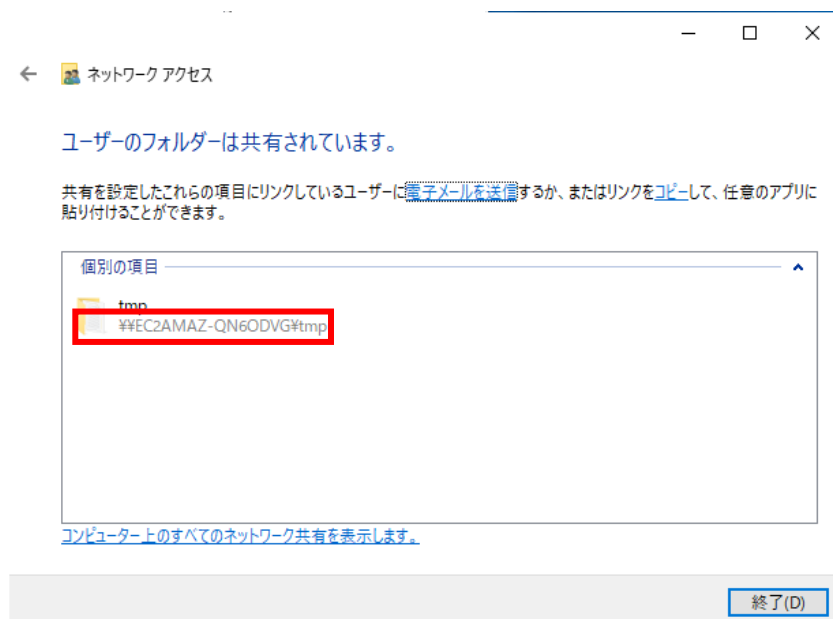 ネットワーク アクセス
ユーザーのフォルダーは共有されています。
共有を設定したこれらの項目にリンクしているユーザーに電子メールを送信するか、またはリンクをコピーして、任意のアプリに
貼り付けることができます。
個別の項目
tmp
¥¥EC2AMAZ-QN6ODVG¥tmp
コンピューター上のすべてのネットワーク共有を表示します。
終了(D)